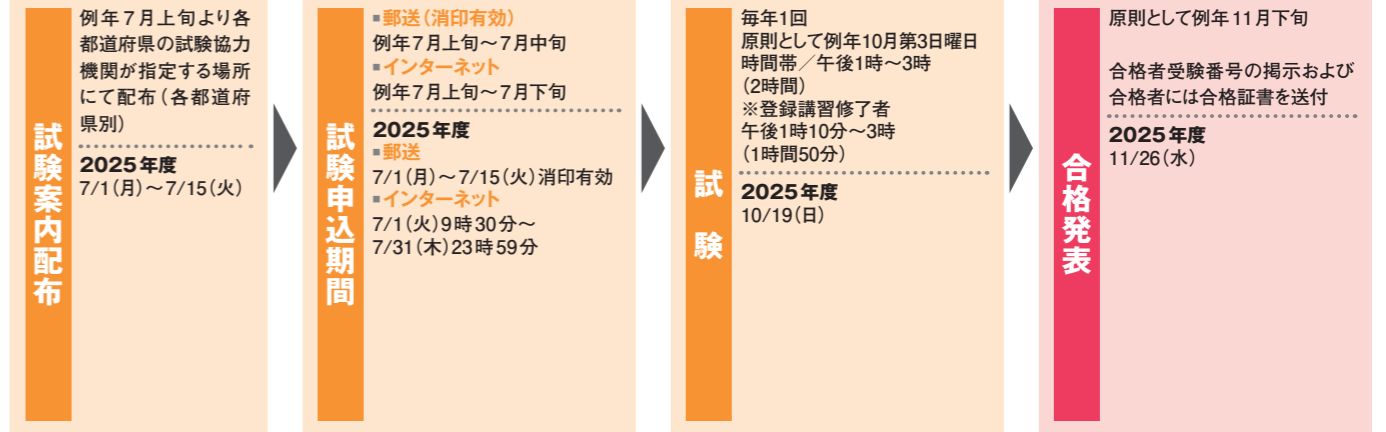 試験案内配布
例年7月上旬より各
都道府県の試験協力
機関が指定する場所
にて配布（各都道府
県別）
2025年度
7/1（月）〜7/15（火）
試験申込期間
■郵送（消印有効）
例年7月上旬〜7月中旬
■インターネット
例年7月上旬〜7月下旬
2025年度
■郵送
7/1（月）〜7/15（火）消印有効
■インターネット
7/1（火）9時30分〜
7/31（木）23時59分
試験
毎年1回
原則として例年10月第3日曜日
時間帯／午後1時〜3時
（2時間）
※登録講習修了者
午後1時10分〜3時
（1時間50分）
2025年度
10/19（日）
合格発表
原則として例年11月下旬
合格者受験番号の掲示および
合格者には合格証書を送付
2025年度
11/26（水）